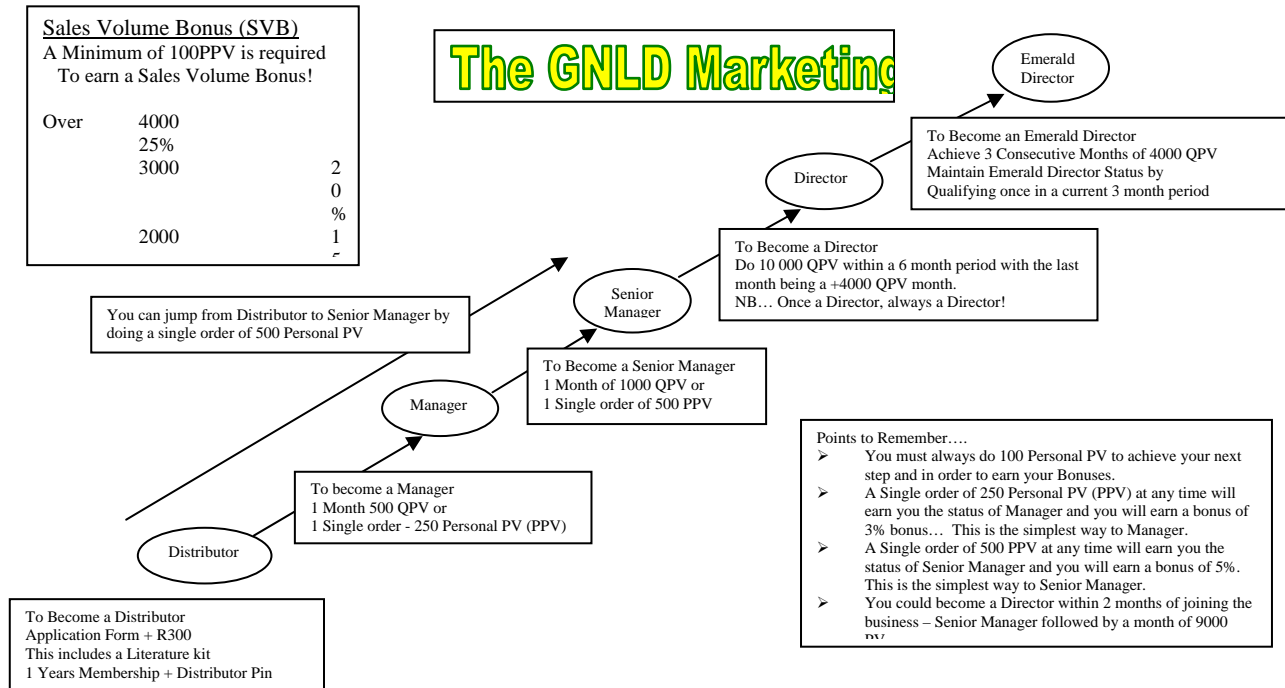 Sales Volume Bonus (SVB)
A Minimum of 100PPV is required
To earn a Sales Volume Bonus!
Over 4000
25%
3000 2
0
%
2000 1
The GNLD Marketing
Emerald
Director
To Become an Emerald Director
Achieve 3 Consecutive Months of 4000 QPV
Maintain Emerald Director Status by
Qualifying once in a current 3 month period
Director
To Become a Director
Do 10 000 QPV within a 6 month period with the last
month being a +4000 QPV month.
NB… Once a Director, always a Director!
Senior
Manager
You can jump from Distributor to Senior Manager by
doing a single order of 500 Personal PV
To Become a Senior Manager
1 Month of 1000 QPV or
1 Single order of 500 PPV
Manager
To become a Manager
1 Month 500 QPV or
1 Single order - 250 Personal PV (PPV)
Distributor
To Become a Distributor
Application Form + R300
This includes a Literature kit
1 Years Membership + Distributor Pin
Points to Remember….
➢ You must always do 100 Personal PV to achieve your next
step and in order to earn your Bonuses.
➢ A Single order of 250 Personal PV (PPV) at any time will
earn you the status of Manager and you will earn a bonus of
3% bonus… This is the simplest way to Manager.
➢ A Single order of 500 PPV at any time will earn you the
status of Senior Manager and you will earn a bonus of 5%.
This is the simplest way to Senior Manager.
➢ You could become a Director within 2 months of joining the
business – Senior Manager followed by a month of 9000